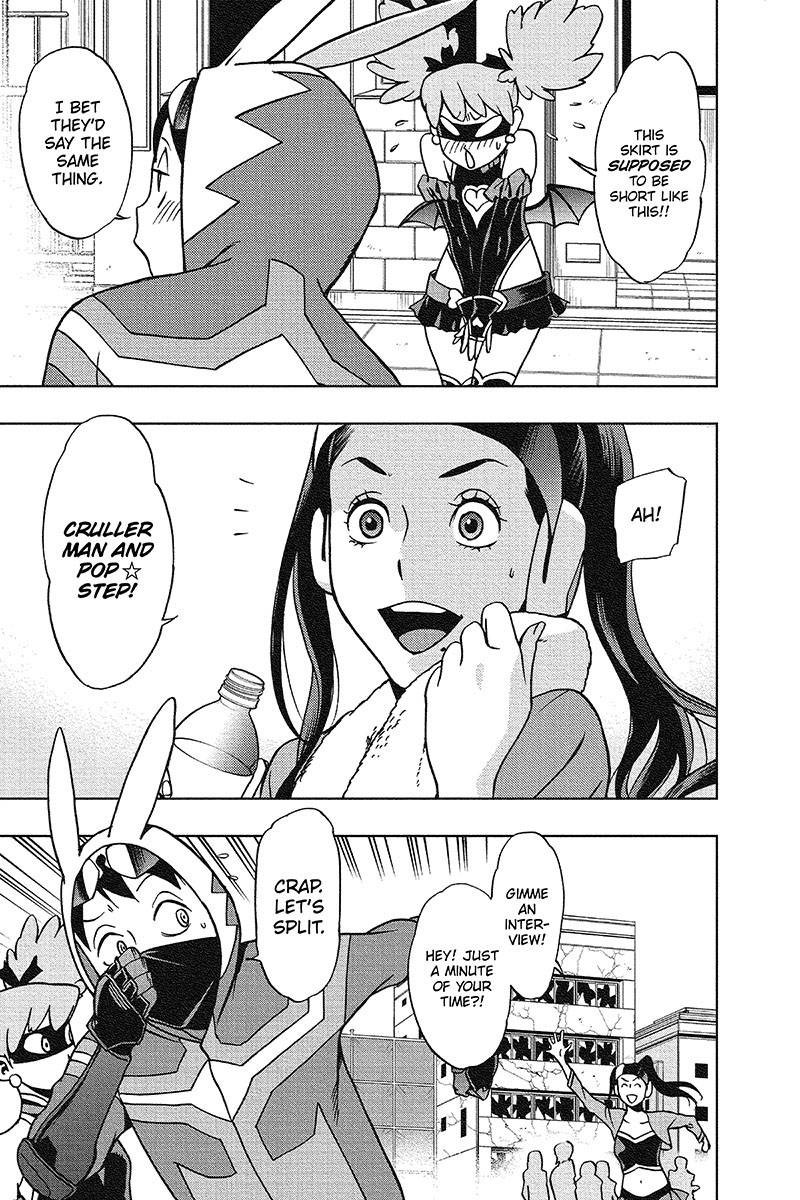 THIS
SKIRT IS
SUPPOSED
TO BE
SHORT LIKE
THIS!!
I BET
THEY'D
SAY THE
SAME
THING.
AH!
CRULLER
MAN AND
POP☆
STEP!
GIMME
AN
INTER-
VIEW!
HEY! JUST
A MINUTE
OF YOUR
TIME?!
CRAP.
LET'S
SPLIT.